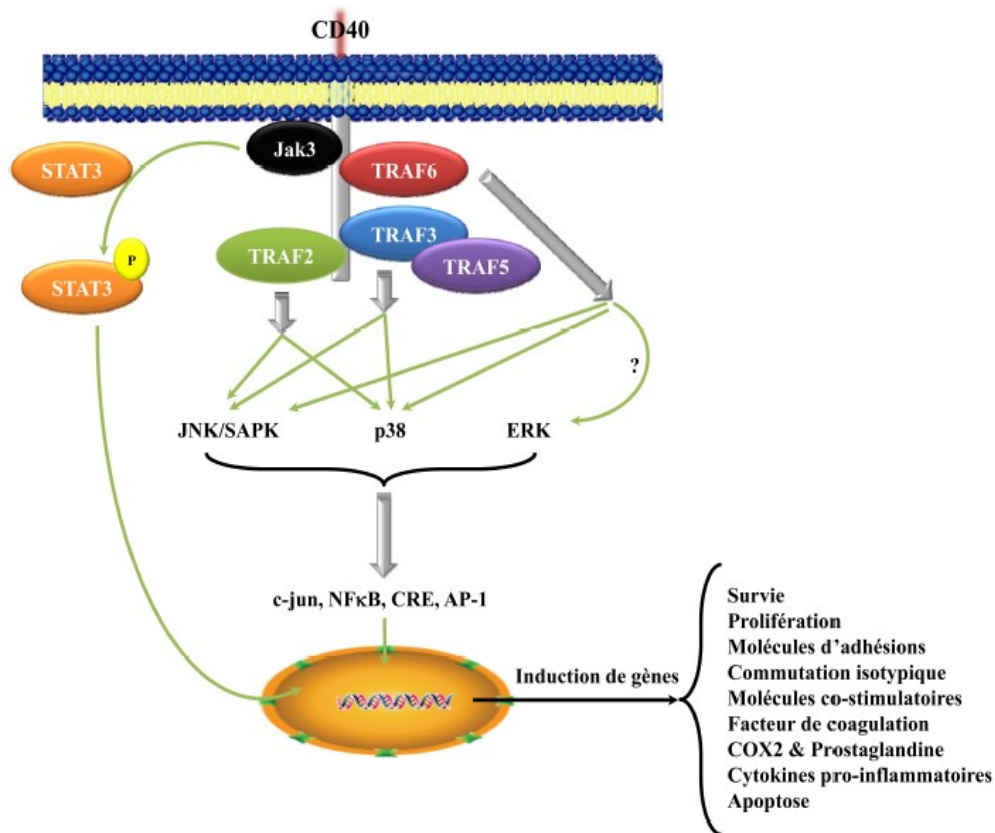 CD40
Jak3
STAT3
TRAF6
TRAF3
TRAF2
TRAF5
P
STAT3
?
JNK/SAPK
p38
ERK
c-jun, NFκB, CRE, AP-1
Induction de gènes
Survie
Prolifération
Molécules d'adhésions
Commutation isotypique
Molécules co-stimulatoires
Facteur de coagulation
COX2 & Prostaglandine
Cytokines pro-inflammatoires
Apoptose